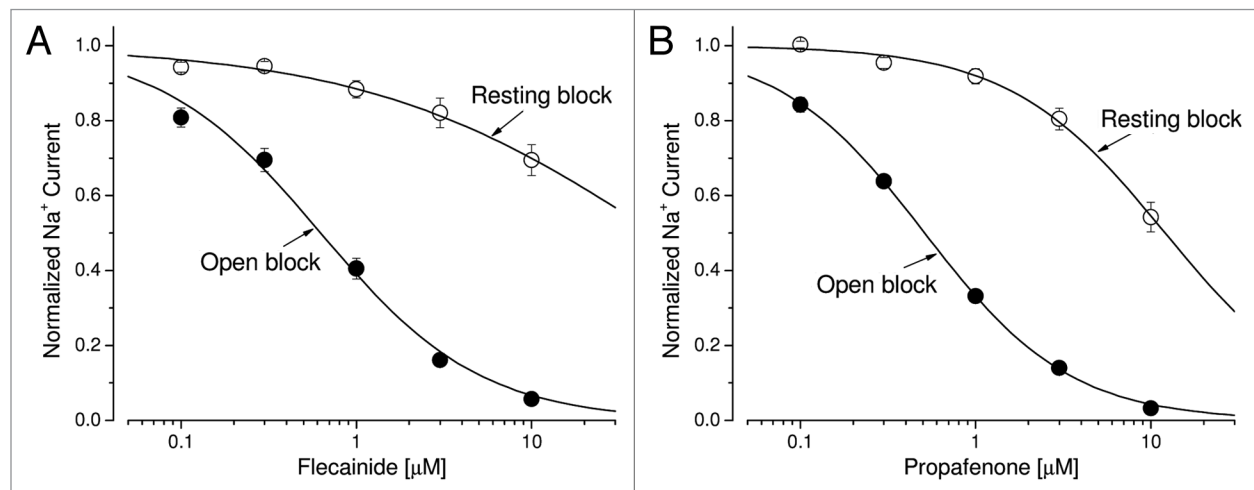 A
1.0
0.8
0.6
0.4
0.2
0.0
Normalized Na⁺ Current
Resting block
Open block
0.1
1
10
Flecainide [μM]
B
1.0
0.8
0.6
0.4
0.2
0.0
Normalized Na⁺ Current
Resting block
Open block
0.1
1
10
Propafenone [μM]